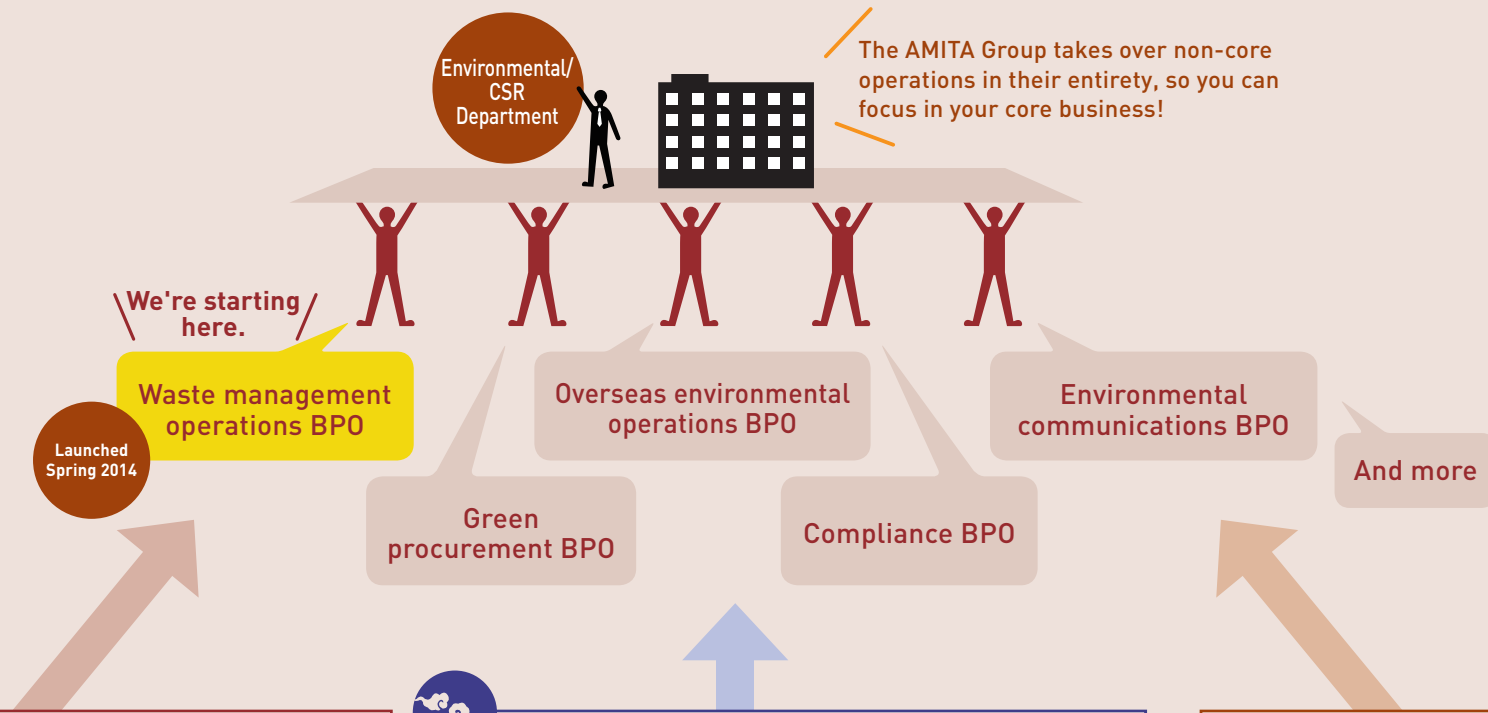 Environmental/
CSR
Department
The AMITA Group takes over non-core
operations in their entirety, so you can
focus in your core business!
We're starting
here.
Waste management
operations BPO
Launched
Spring 2014
Green
procurement BPO
Overseas environmental
operations BPO
Compliance BPO
Environmental
communications BPO
And more